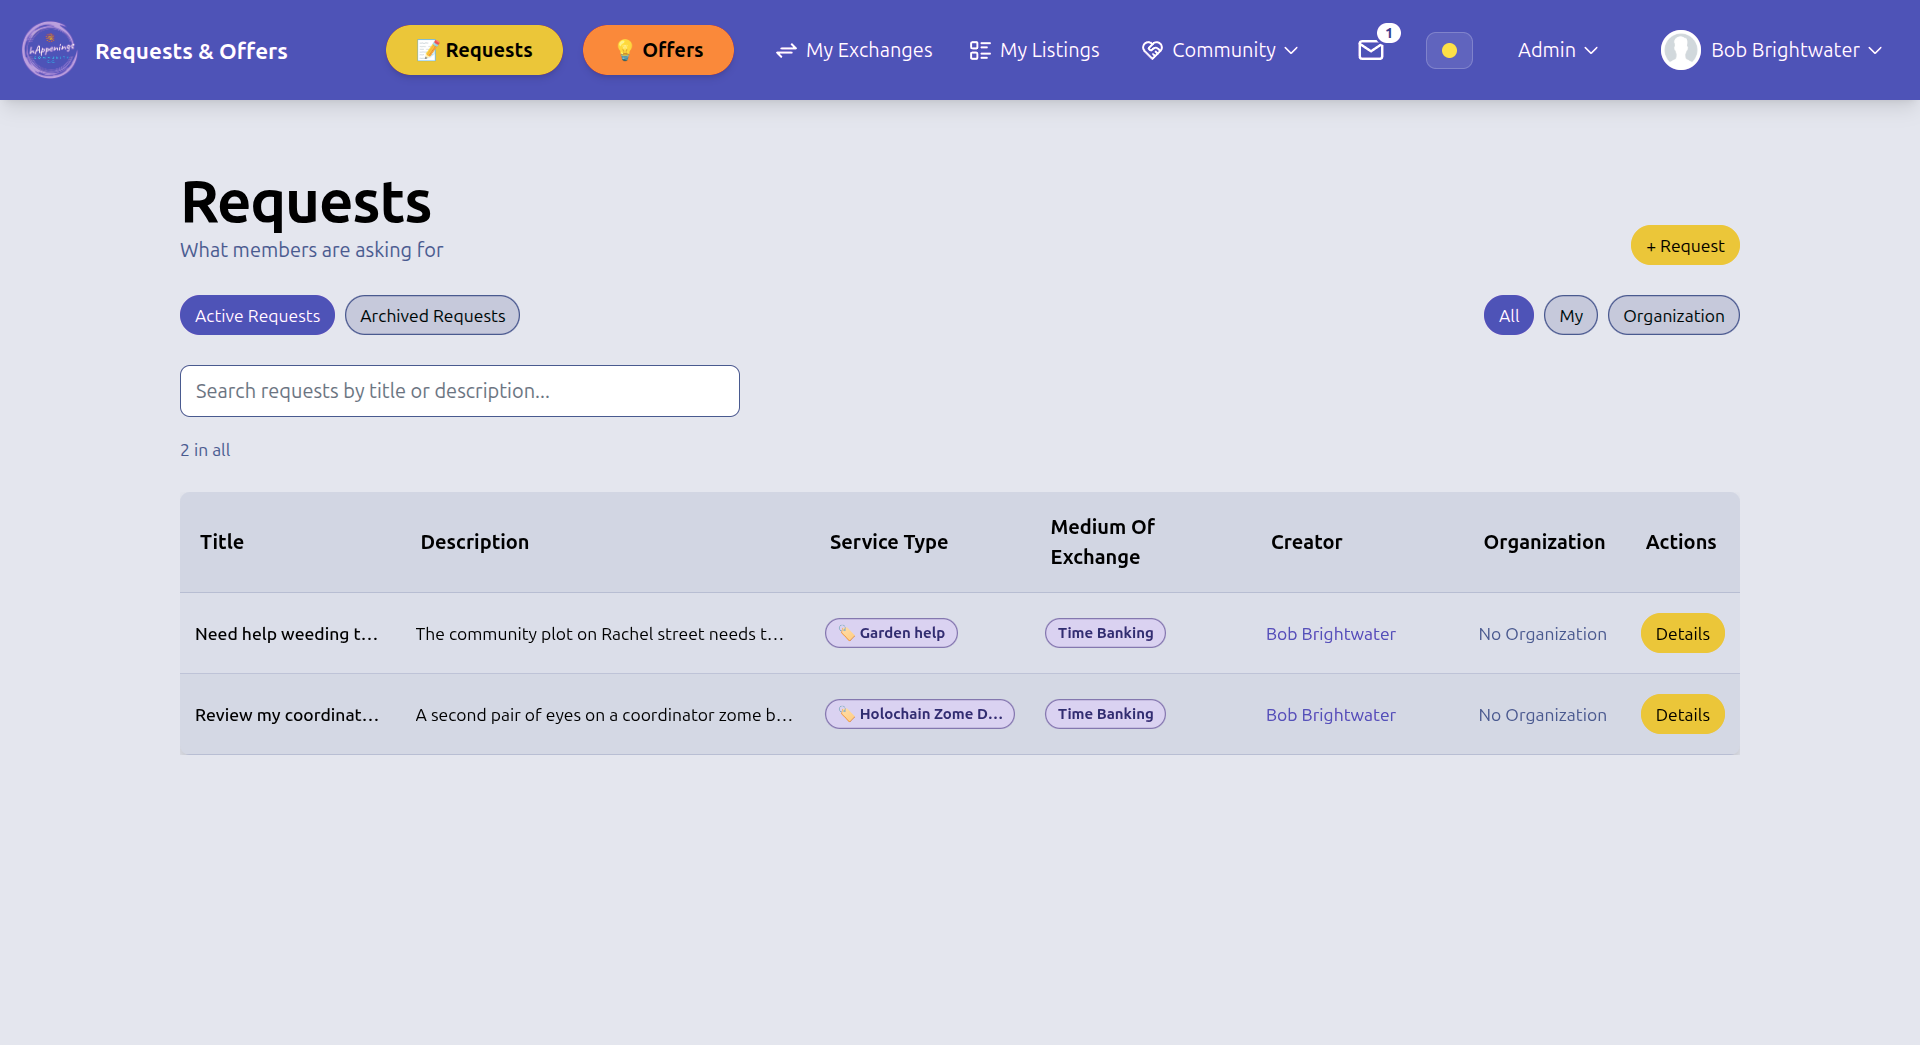 hAppenings
COMMUNITY
Requests & Offers
📝 Requests
💡 Offers
My Exchanges
My Listings
Community
1
Admin
Bob Brightwater
Requests
What members are asking for
+ Request
Active Requests
Archived Requests
All
My
Organization
Search requests by title or description...
2 in all
Title
Description
Service Type
Medium Of
Exchange
Creator
Organization
Actions
Need help weeding t...
The community plot on Rachel street needs t...
🏷️ Garden help
Time Banking
Bob Brightwater
No Organization
Details
Review my coordinat...
A second pair of eyes on a coordinator zome b...
🏷️ Holochain Zome D...
Time Banking
Bob Brightwater
No Organization
Details